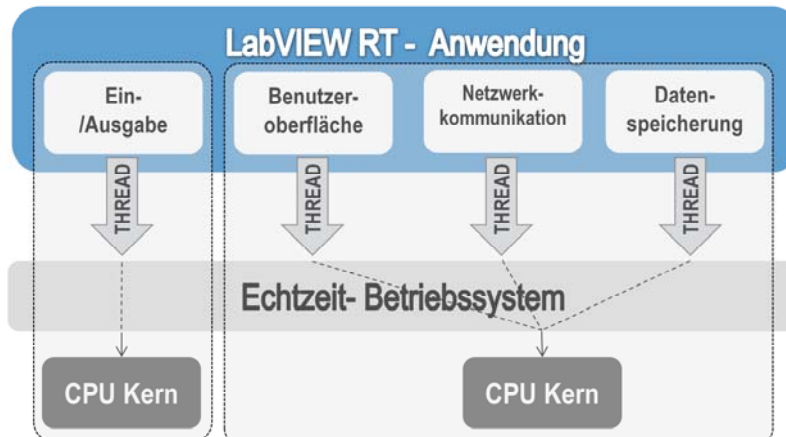 LabVIEW RT - Anwendung
Ein-
/Ausgabe
Benutzer-
oberfläche
Netzwerk-
kommunikation
Daten-
speicherung
THREAD
THREAD
THREAD
THREAD
Echtzeit- Betriebssystem
CPU Kern
CPU Kern